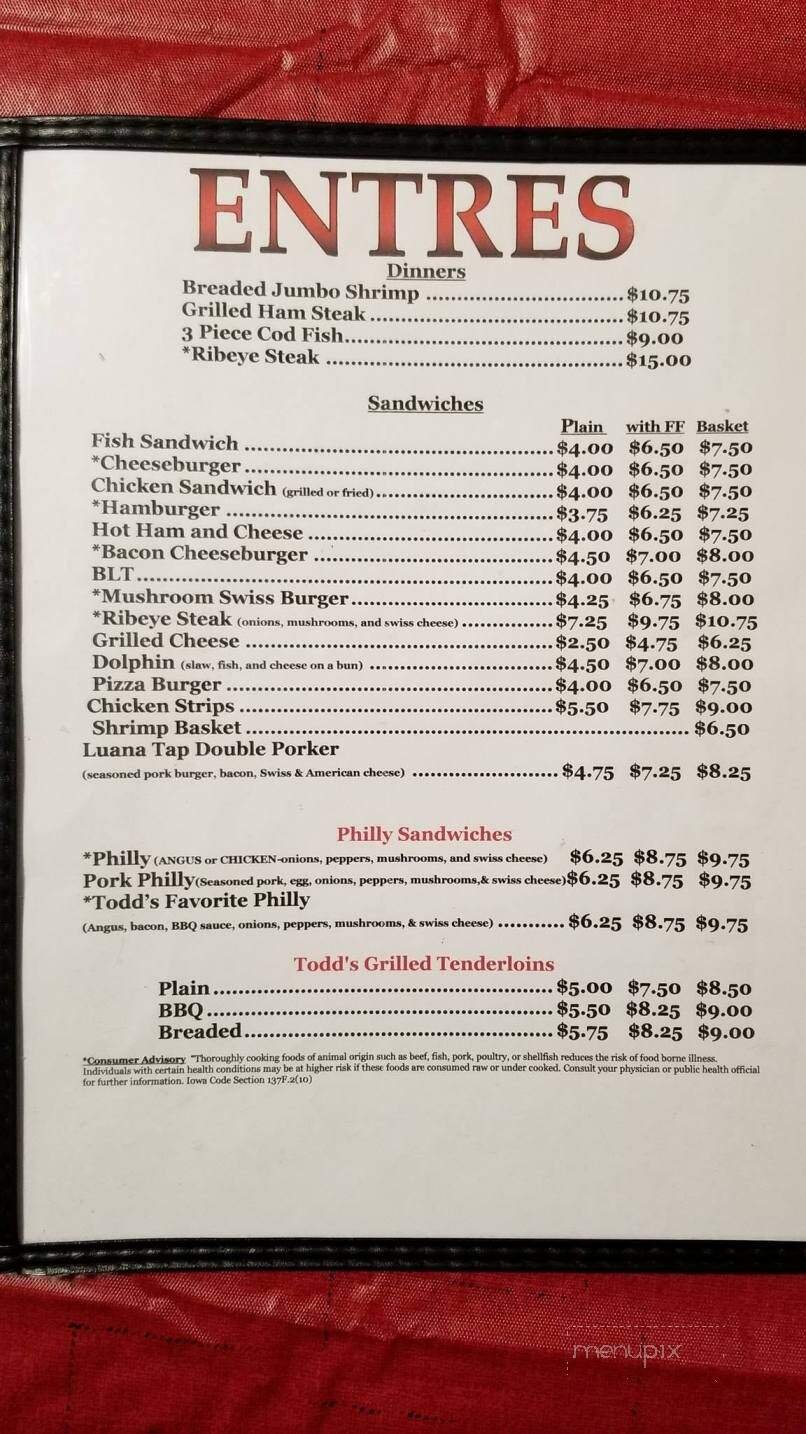 ENTRES
Dinners
Breaded Jumbo Shrimp ................................ $10.75
Grilled Ham Steak ........................................ $10.75
3 Piece Cod Fish............................................ $9.00
*Ribeye Steak ............................................... $15.00
Sandwiches
Plain with FF Basket
Fish Sandwich ................................................ $4.00 $6.50 $7.50
*Cheeseburger ................................................ $4.00 $6.50 $7.50
Chicken Sandwich (grilled or fried)............................ $4.00 $6.50 $7.50
*Hamburger ................................................... $3.75 $6.25 $7.25
Hot Ham and Cheese ...................................... $4.00 $6.50 $7.50
*Bacon Cheeseburger ..................................... $4.50 $7.00 $8.00
BLT................................................................. $4.00 $6.50 $7.50
*Mushroom Swiss Burger............................... $4.25 $6.75 $8.00
*Ribeye Steak (onions, mushrooms, and swiss cheese) .............. $7.25 $9.75 $10.75
Grilled Cheese ................................................ $2.50 $4.75 $6.25
Dolphin (slaw, fish, and cheese on a bun) ............................ $4.50 $7.00 $8.00
Pizza Burger ................................................... $4.00 $6.50 $7.50
Chicken Strips ................................................. $5.50 $7.75 $9.00
Shrimp Basket ..................................................................... $6.50
Luana Tap Double Porker
(seasoned pork burger, bacon, Swiss & American cheese) ....................... $4.75 $7.25 $8.25
Philly Sandwiches
*Philly (ANGUS or CHICKEN-onions, peppers, mushrooms, and swiss cheese) $6.25 $8.75 $9.75
Pork Philly(Seasoned pork, egg, onions, peppers, mushrooms,& swiss cheese)$6.25 $8.75 $9.75
*Todd's Favorite Philly
(Angus, bacon, BBQ sauce, onions, peppers, mushrooms, & swiss cheese) ........... $6.25 $8.75 $9.75
Todd's Grilled Tenderloins
Plain ..................................................... $5.00 $7.50 $8.50
BBQ ...................................................... $5.50 $8.25 $9.00
Breaded................................................ $5.75 $8.25 $9.00
*Consumer Advisory "Thoroughly cooking foods of animal origin such as beef, fish, pork, poultry, or shellfish reduces the risk of food borne illness.
Individuals with certain health conditions may be at higher risk if these foods are consumed raw or under cooked. Consult your physician or public health official
for further information. Iowa Code Section 137F.2(10)
menupix